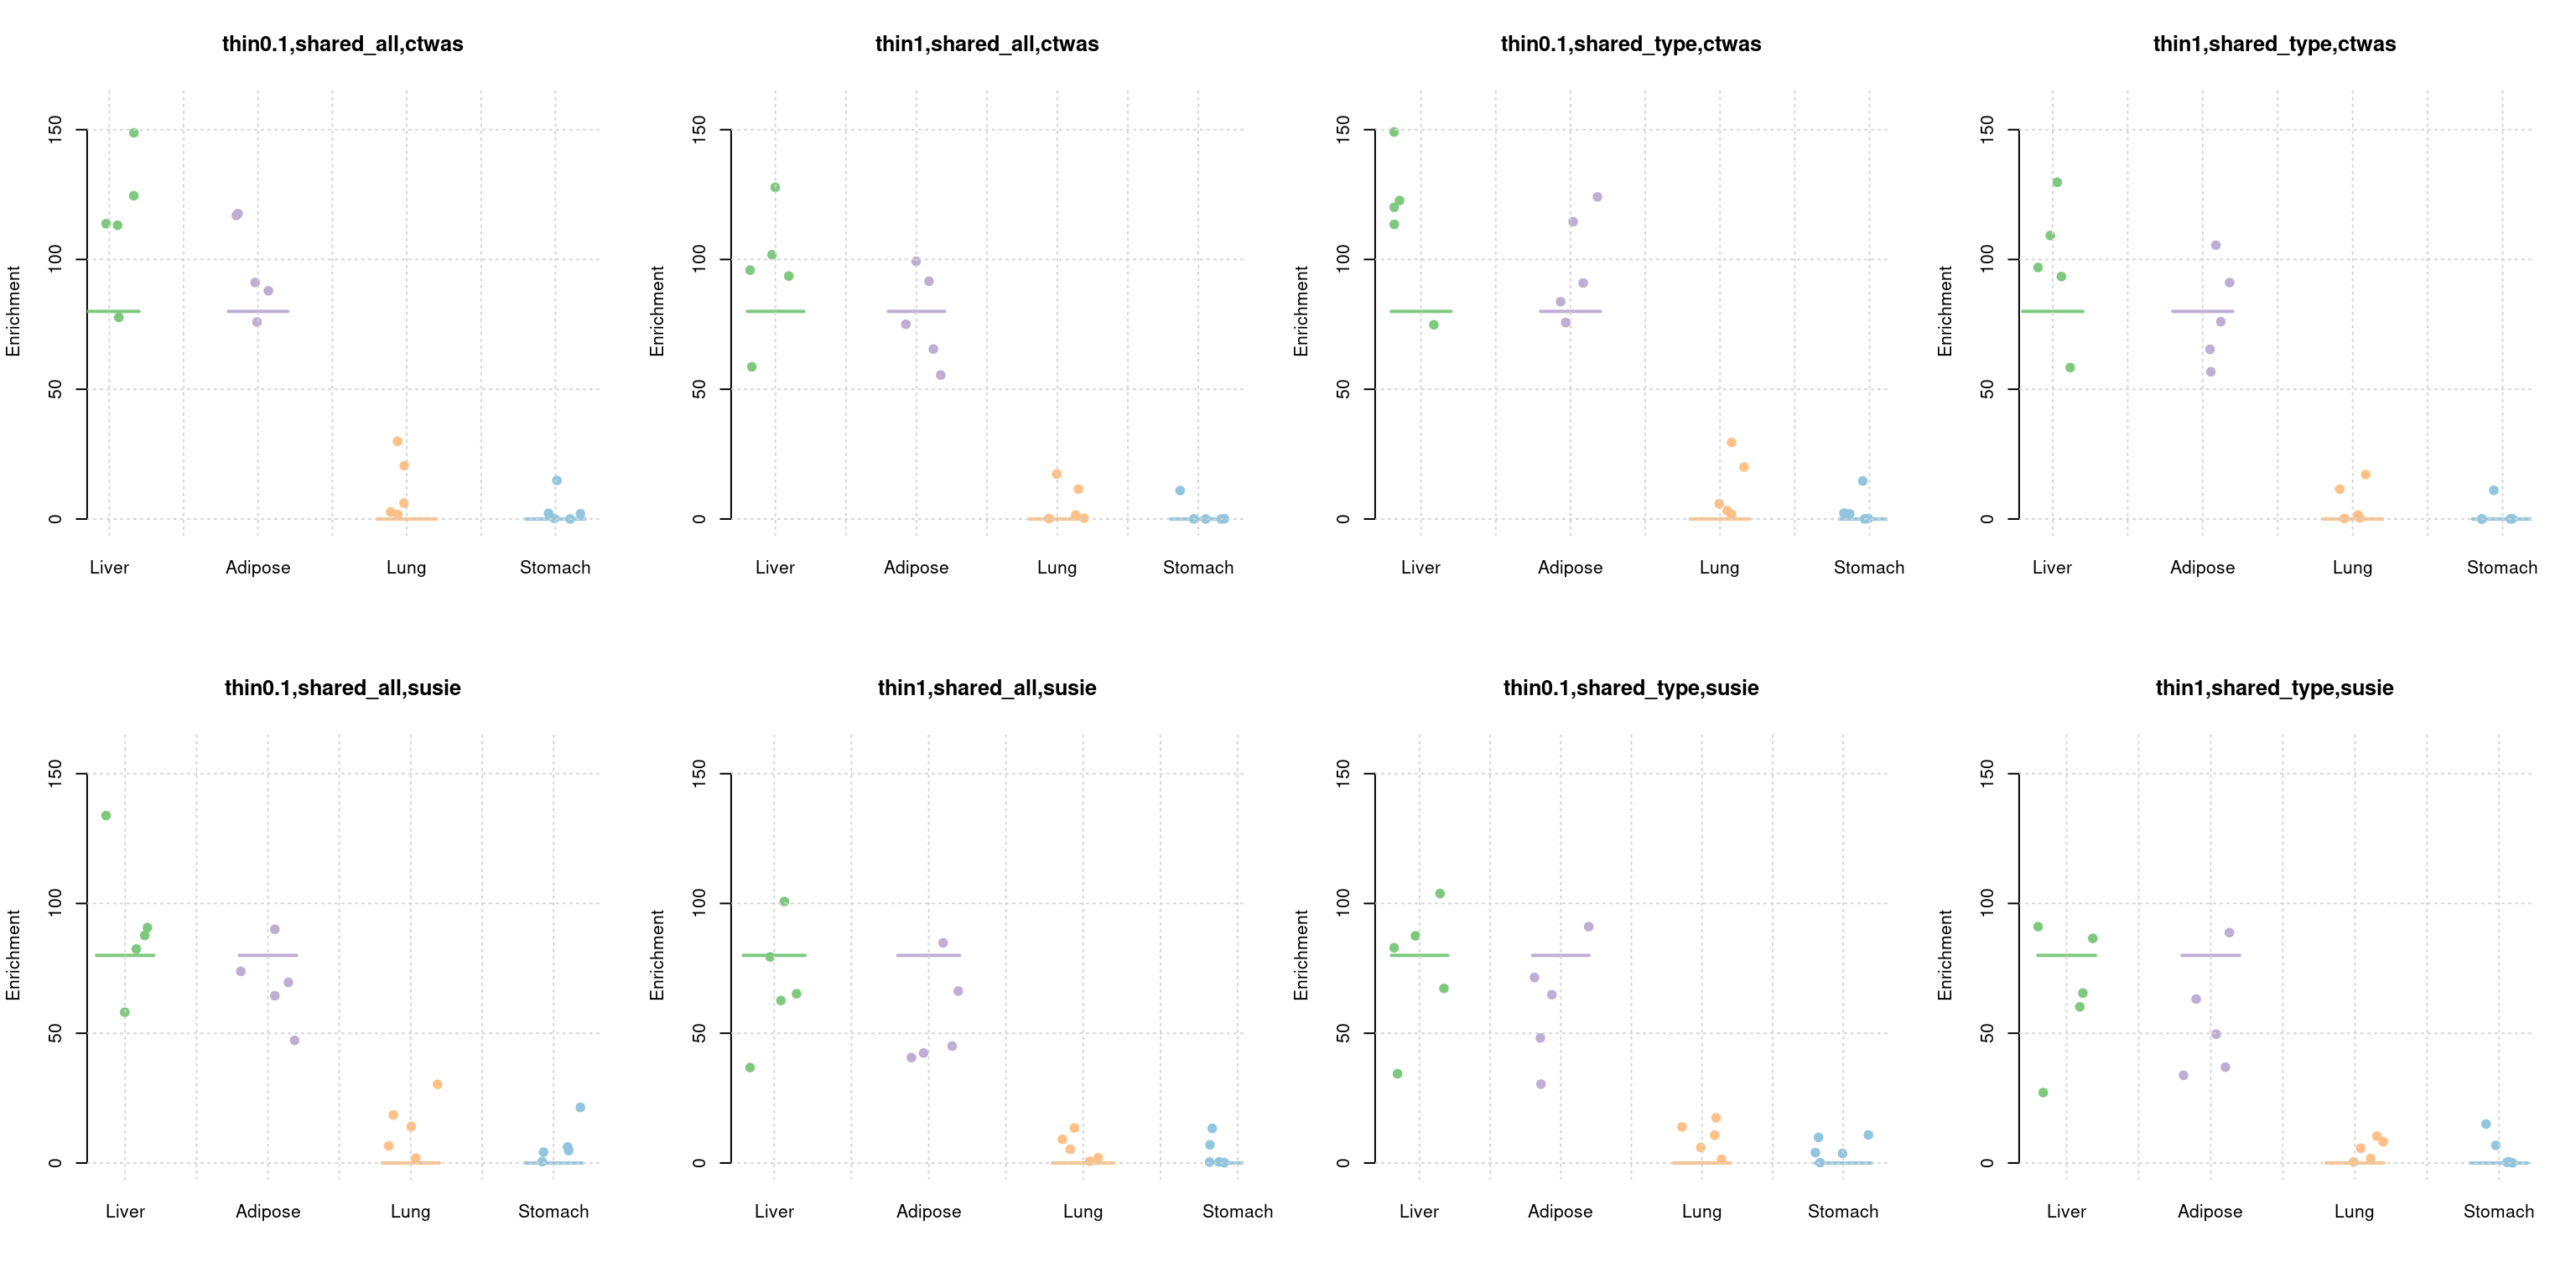 thin0.1,shared_all,ctwas
Enrichment
0 50 100 150
Liver Adipose Lung Stomach
thin1,shared_all,ctwas
Enrichment
0 50 100 150
Liver Adipose Lung Stomach
thin0.1,shared_type,ctwas
Enrichment
0 50 100 150
Liver Adipose Lung Stomach
thin1,shared_type,ctwas
Enrichment
0 50 100 150
Liver Adipose Lung Stomach
thin0.1,shared_all,susie
Enrichment
0 50 100 150
Liver Adipose Lung Stomach
thin1,shared_all,susie
Enrichment
0 50 100 150
Liver Adipose Lung Stomach
thin0.1,shared_type,susie
Enrichment
0 50 100 150
Liver Adipose Lung Stomach
thin1,shared_type,susie
Enrichment
0 50 100 150
Liver Adipose Lung Stomach